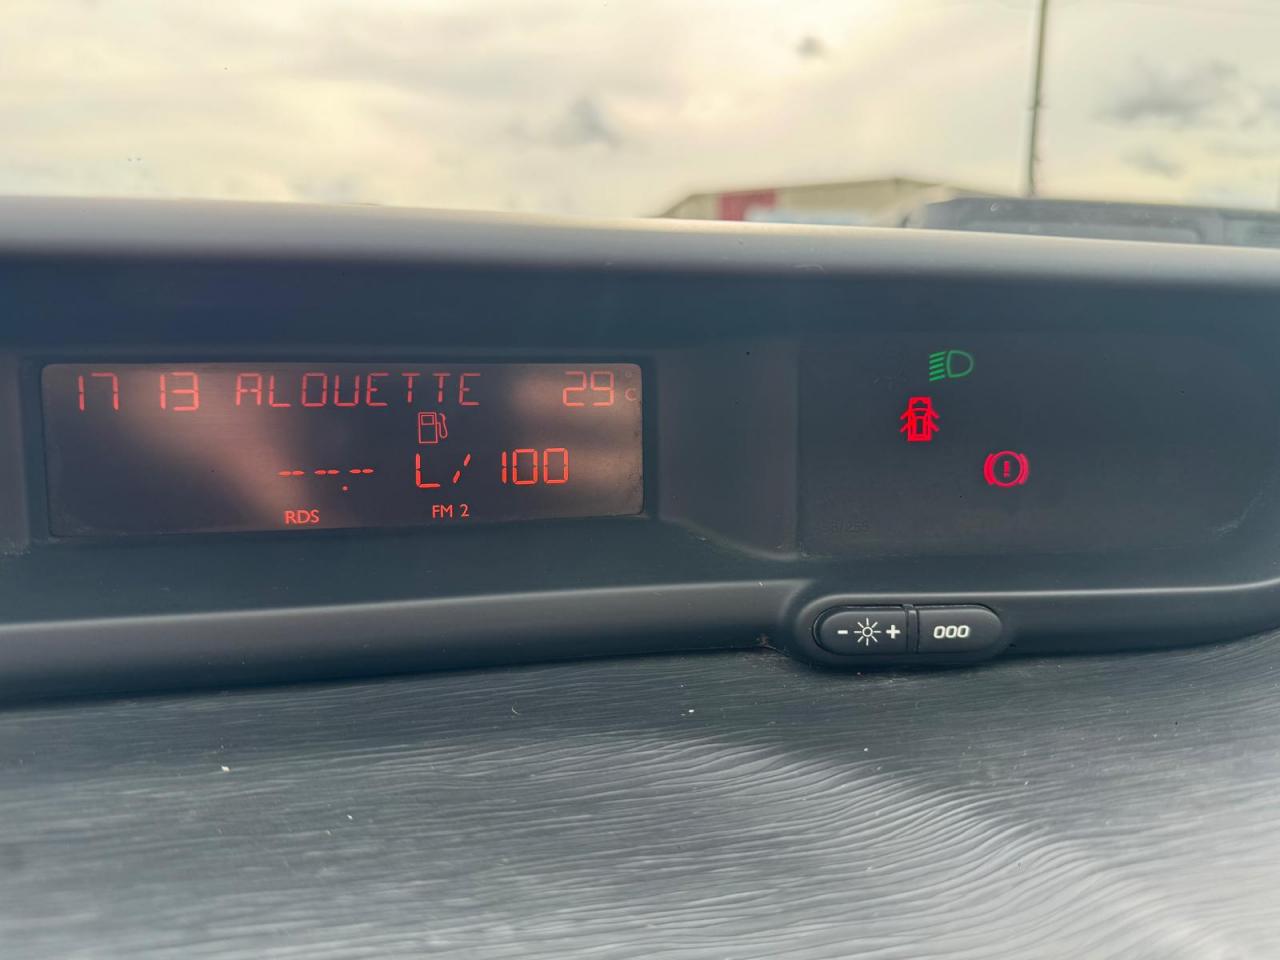 17 13 ALOUETTE 29°C
--.- L/100
RDS FM 2
- + 000